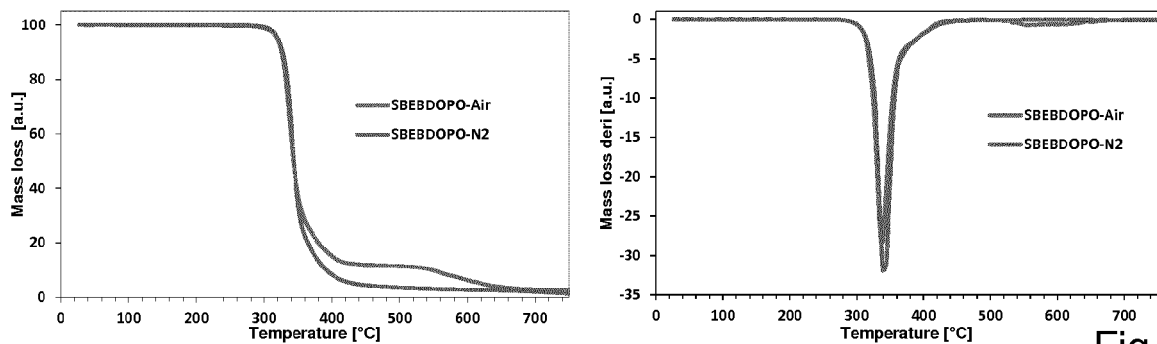 100
80
60
40
20
0
Mass loss [a.u.]
SBEBDOPO-Air
SBEBDOPO-N2
0 100 200 300 400 500 600 700
Temperature [°C]
0
-5
-10
-15
-20
-25
-30
-35
Mass loss deri [a.u.]
SBEBDOPO-Air
SBEBDOPO-N2
0 100 200 300 400 500 600 700
Temperature [°C]
Fig